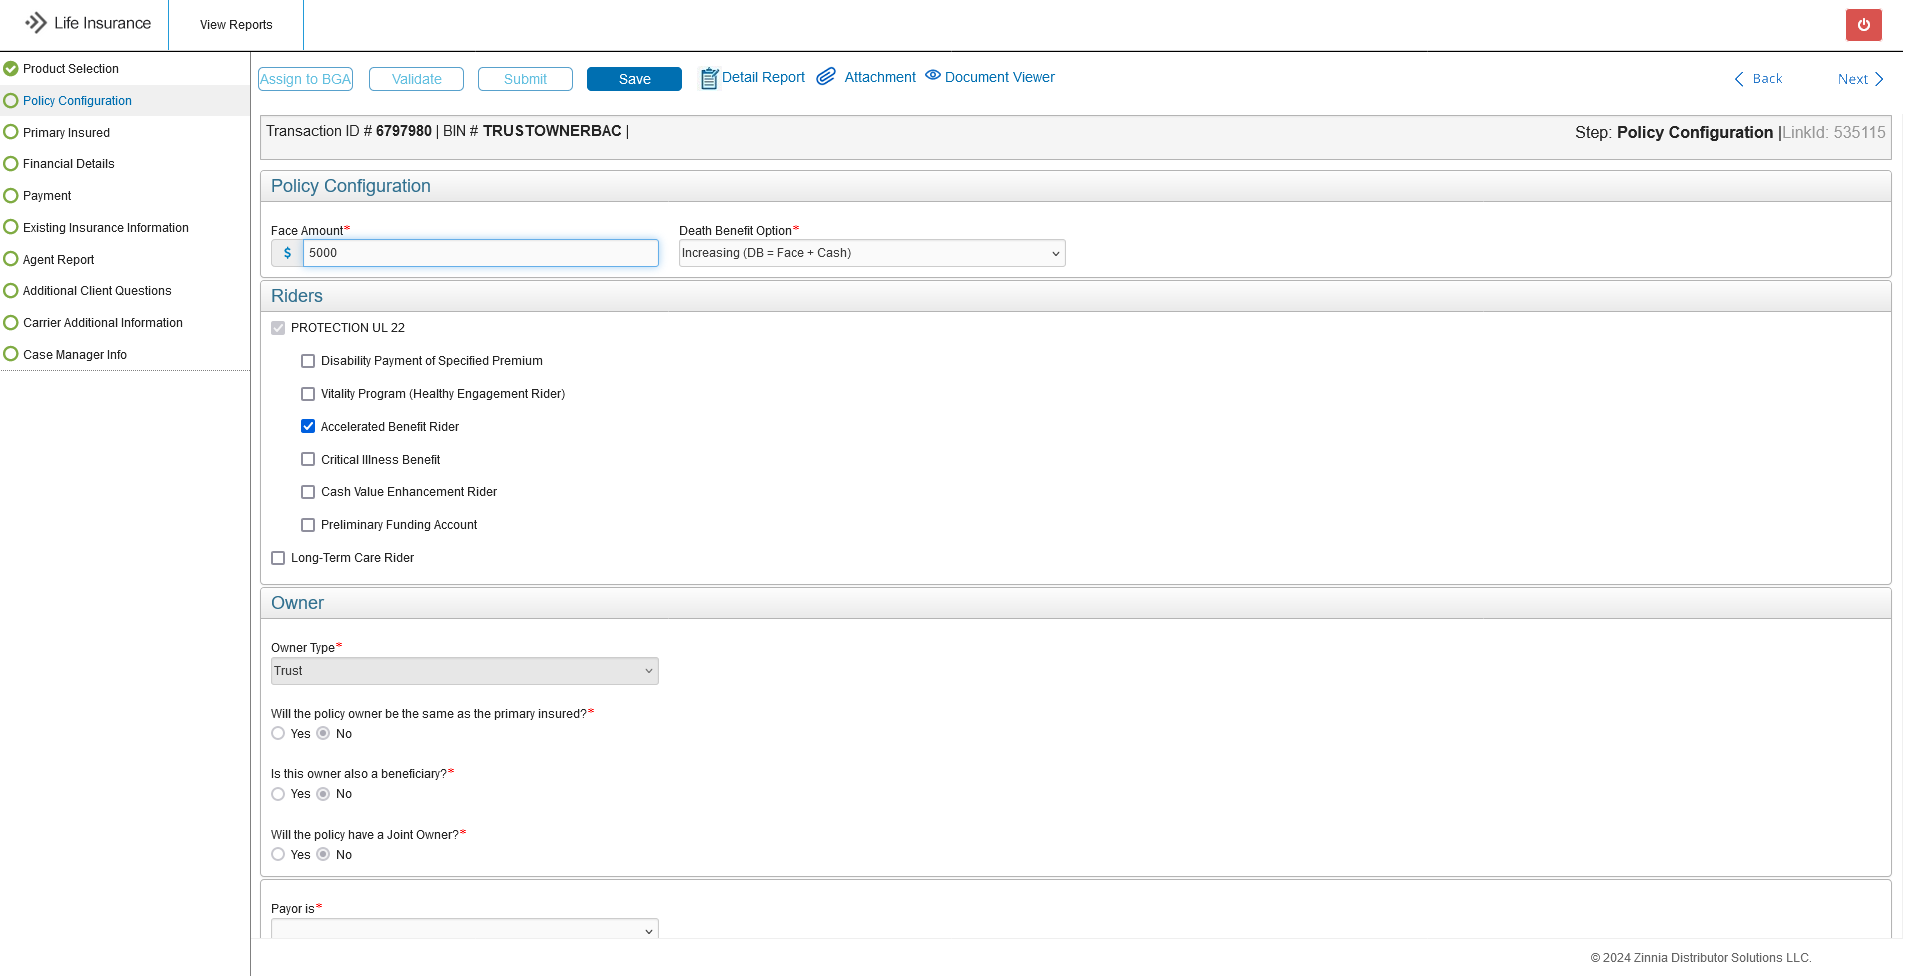 Life Insurance
View Reports
Product Selection
Policy Configuration
Primary Insured
Financial Details
Payment
Existing Insurance Information
Agent Report
Additional Client Questions
Carrier Additional Information
Case Manager Info
Assign to BGA
Validate
Submit
Save
Detail Report
Attachment
Document Viewer
Back
Next
Transaction ID # 6797980 | BIN # TRUSTOWNERBAC |
Step: Policy Configuration |LinkId: 535115
Policy Configuration
Face Amount*
Death Benefit Option*
$ 5000
Increasing (DB = Face + Cash)
Riders
PROTECTION UL 22
Disability Payment of Specified Premium
Vitality Program (Healthy Engagement Rider)
Accelerated Benefit Rider
Critical Illness Benefit
Cash Value Enhancement Rider
Preliminary Funding Account
Long-Term Care Rider
Owner
Owner Type*
Trust
Will the policy owner be the same as the primary insured?*
Yes No
Is this owner also a beneficiary?*
Yes No
Will the policy have a Joint Owner?*
Yes No
Payor is*
© 2024 Zinnia Distributor Solutions LLC.